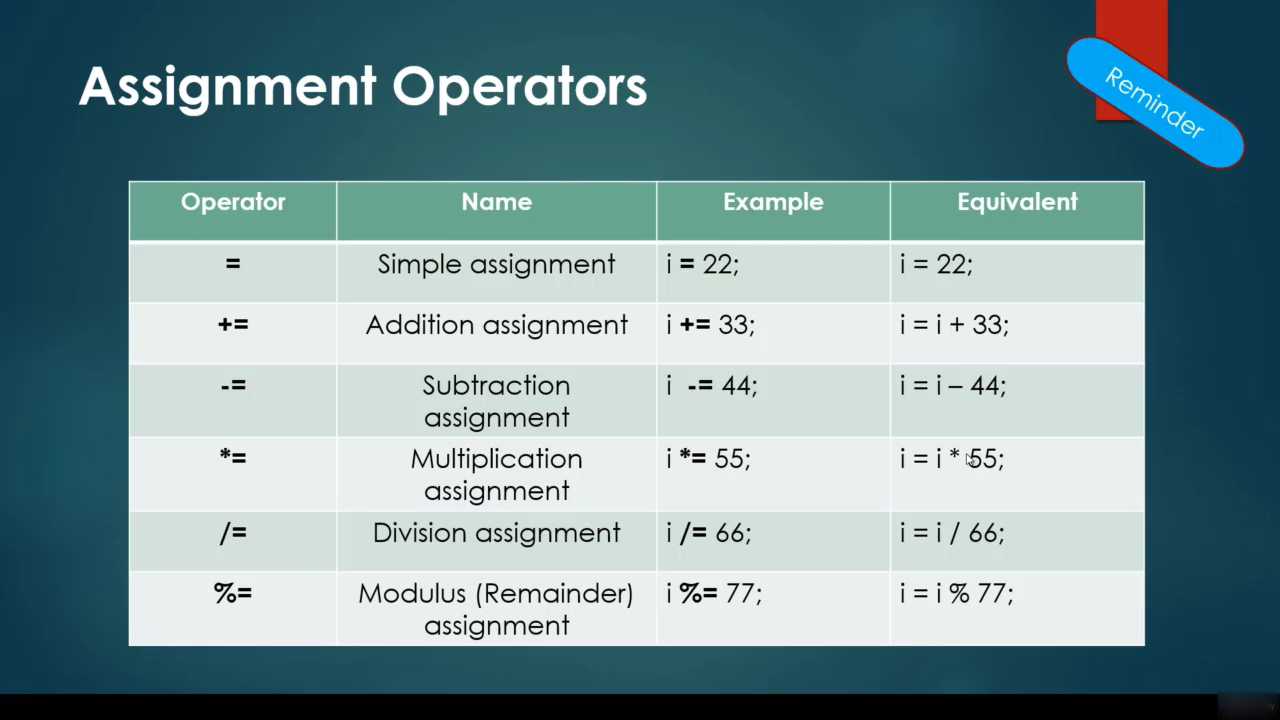 Assignment Operators
Reminder
Operator Name Example Equivalent
= Simple assignment i = 22; i = 22;
+= Addition assignment i += 33; i = i + 33;
-= Subtraction assignment i -= 44; i = i – 44;
*= Multiplication assignment i *= 55; i = i * 55;
/= Division assignment i /= 66; i = i / 66;
%= Modulus (Remainder) assignment i %= 77; i = i % 77;